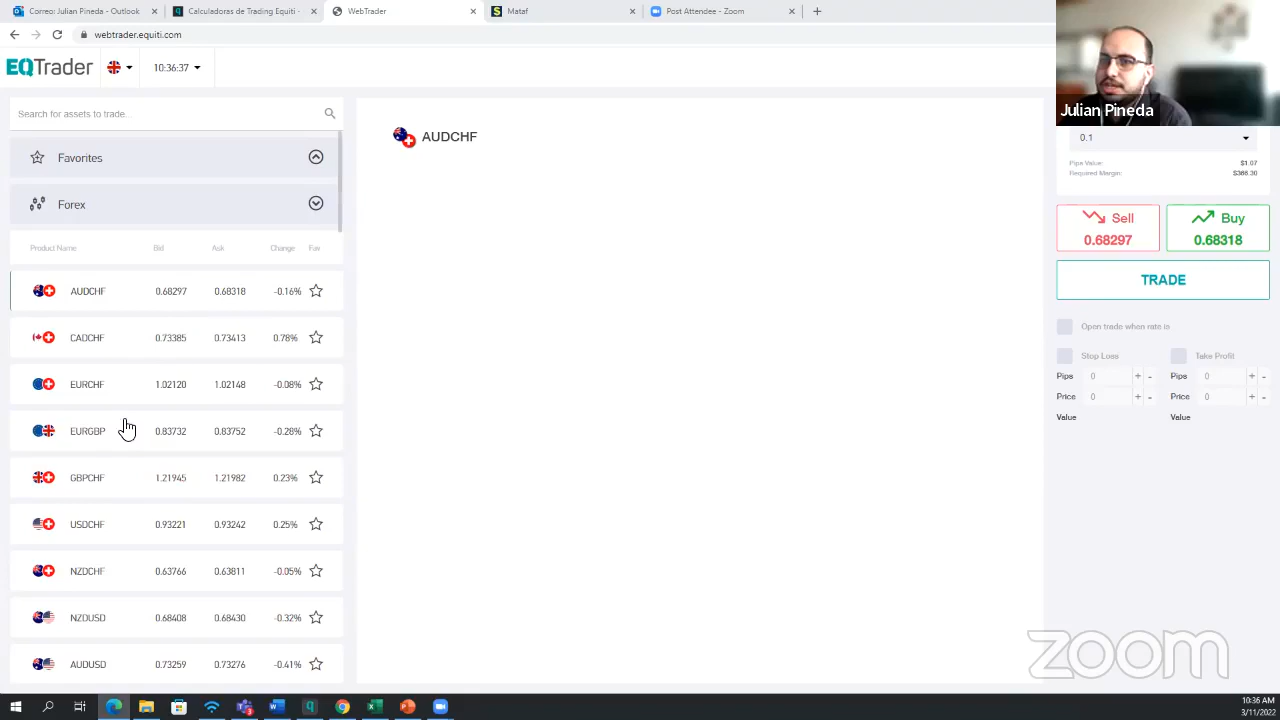 Correo: Julian Pineda - Outlook
Calculadoras de Trading Equiti -
WebTrader
Mataf
Post Attendee - Zoom
webtrader.equiti.com
EQTrader
10:36:37
Julian Pineda
Search for assets to trade...
Favorites
Forex
Product Name Bid Ask Change Fav
AUDCHF 0.68297 0.68318 -0.16%
CADCHF 0.73385 0.73413 0.78%
EURCHF 1.02120 1.02148 -0.08%
EURGBP 0.83732 0.83752 -0.28%
GBPCHF 1.21945 1.21982 0.23%
USDCHF 0.93221 0.93242 0.25%
NZDCHF 0.63766 0.63811 -0.05%
NZDUSD 0.68408 0.68430 -0.32%
AUDUSD 0.73259 0.73276 -0.41%
AUDCHF
0.1
Pips Value: $1.07
Required Margin: $366.30
Sell
0.68297
Buy
0.68318
TRADE
Open trade when rate is
Stop Loss Take Profit
Pips 0 + - Pips 0 + -
Price 0 + - Price 0 + -
Value Value
zoom
10:36 AM
3/11/2022